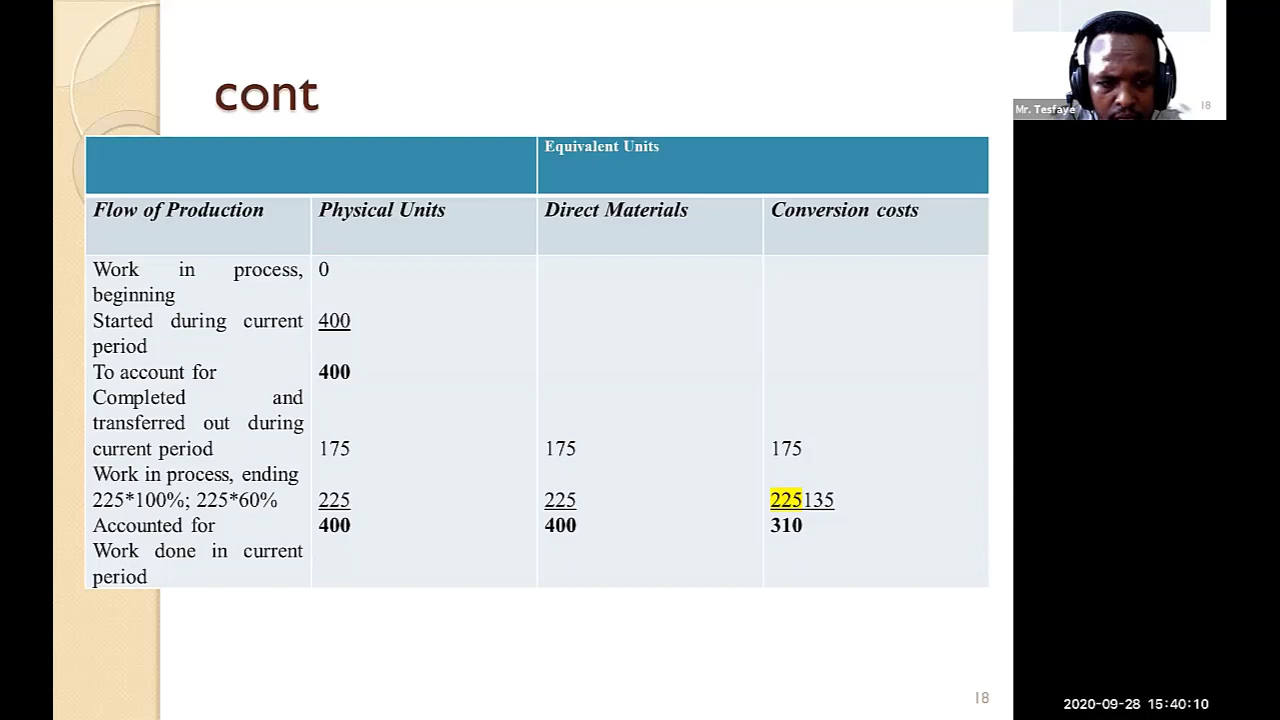 cont
Equivalent Units
Flow of Production Physical Units Direct Materials Conversion costs
Work in process, 0
beginning
Started during current 400
period
To account for 400
Completed and
transferred out during
current period 175 175 175
Work in process, ending
225*100%; 225*60% 225 225 225135
Accounted for 400 400 310
Work done in current
period
18
Mr. Tesfaye
18
2020-09-28 15:40:10